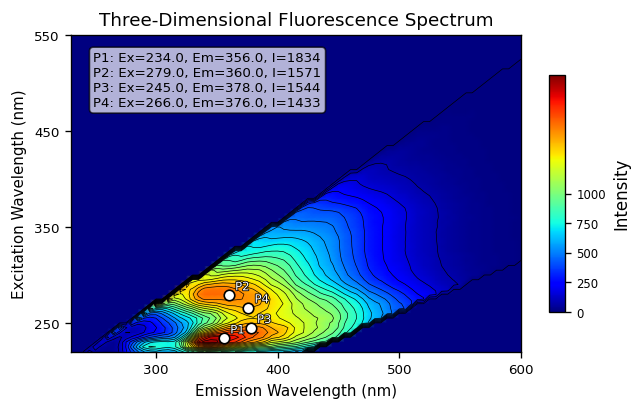 Three-Dimensional Fluorescence Spectrum
550
450
350
250
Excitation Wavelength (nm)
P1: Ex=234.0, Em=356.0, I=1834
P2: Ex=279.0, Em=360.0, I=1571
P3: Ex=245.0, Em=378.0, I=1544
P4: Ex=266.0, Em=376.0, I=1433
P2
P4
P3
P1
300
400
500
600
Emission Wavelength (nm)
1000
750
500
250
0
Intensity